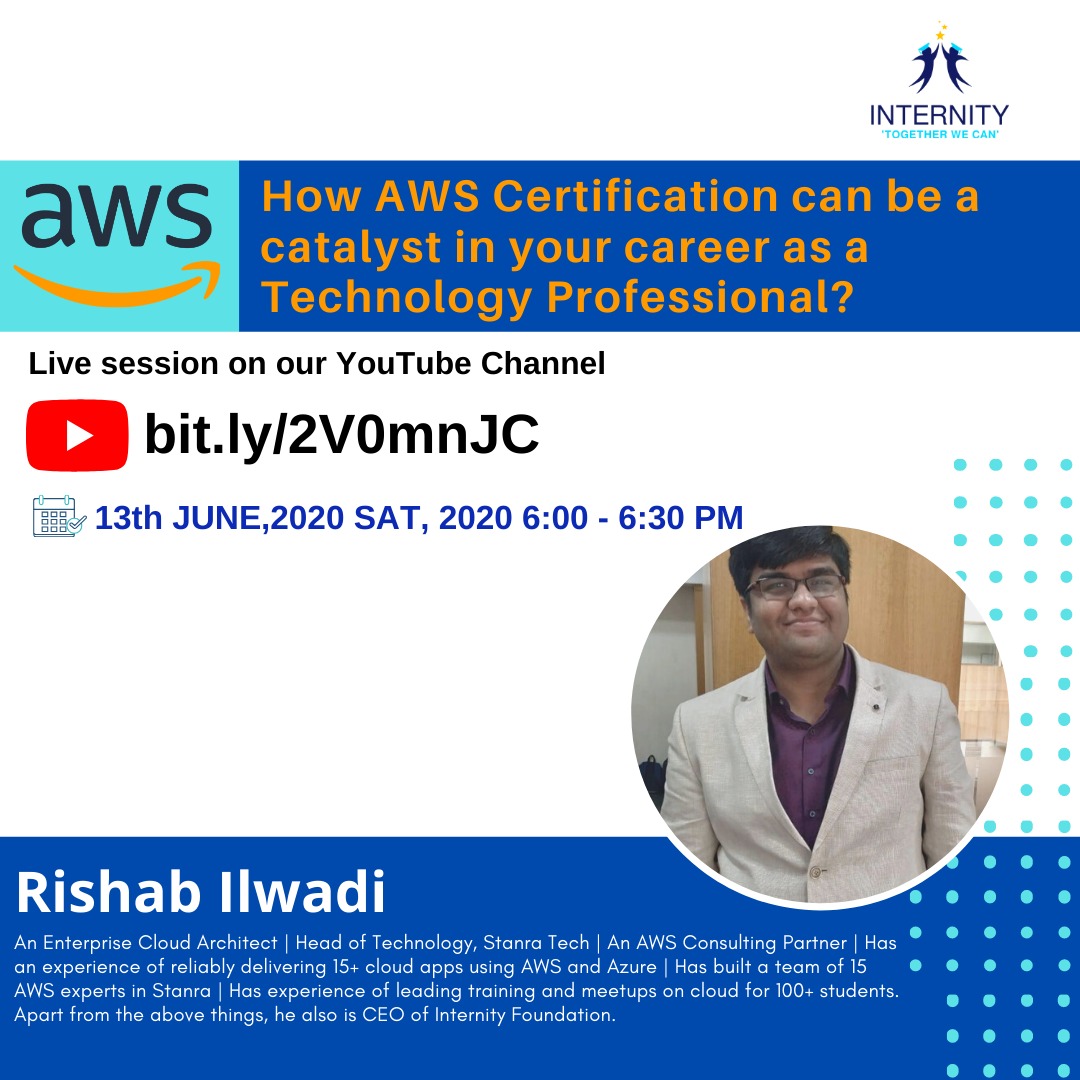 INTERNITY
'TOGETHER WE CAN'
aws
How AWS Certification can be a
catalyst in your career as a
Technology Professional?
Live session on our YouTube Channel
bit.ly/2V0mnJC
13th JUNE,2020 SAT, 2020 6:00 - 6:30 PM
Rishab Ilwadi
An Enterprise Cloud Architect | Head of Technology, Stanra Tech | An AWS Consulting Partner | Has
an experience of reliably delivering 15+ cloud apps using AWS and Azure | Has built a team of 15
AWS experts in Stanra | Has experience of leading training and meetups on cloud for 100+ students.
Apart from the above things, he also is CEO of Internity Foundation.